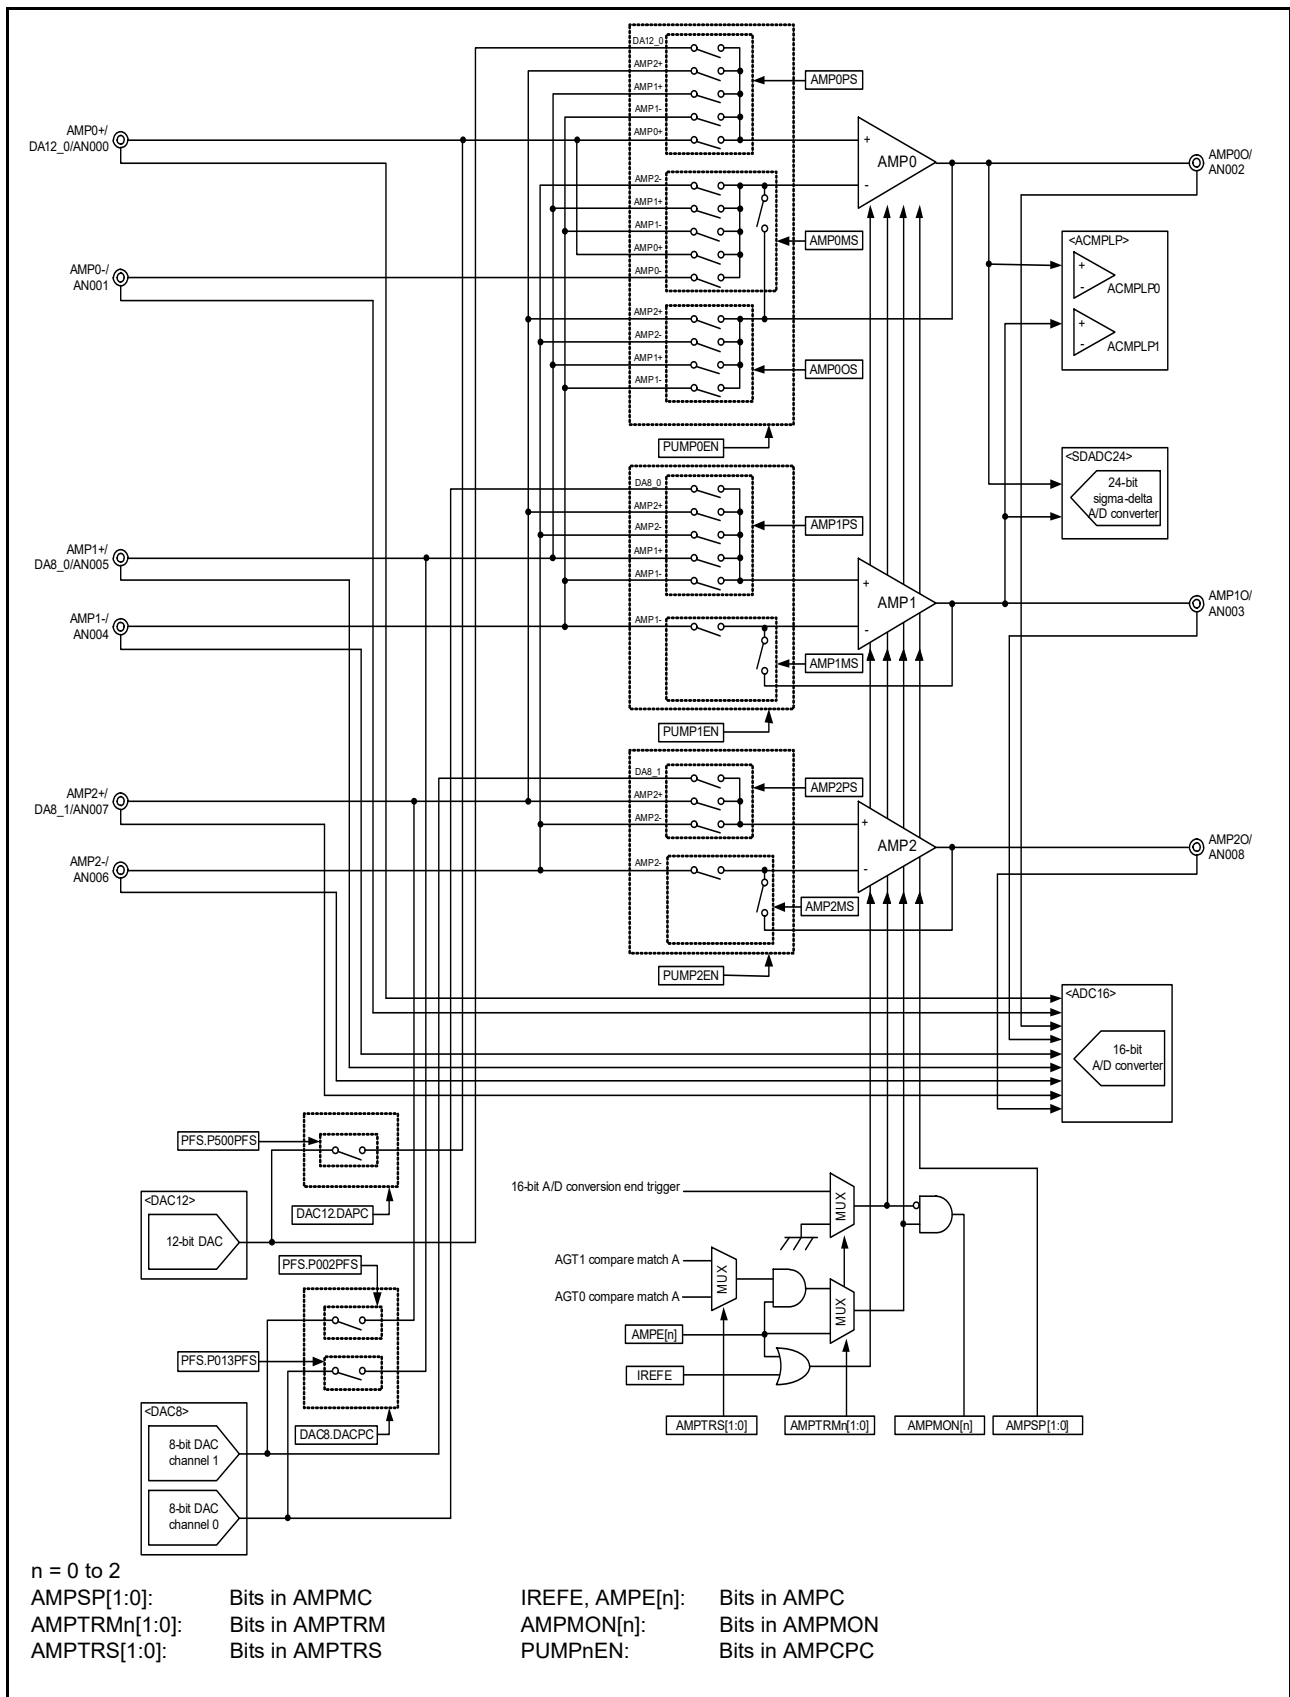 DA12_0
AMP2+
AMP1+
AMP1-
AMP0+
AMP0PS
AMP0+/
DA12_0/AN000
AMP0
+
-
AMP0O/
AN002
AMP2-
AMP1+
AMP1-
AMP0+
AMP0-
AMP0MS
AMP0-/
AN001
<ACMPLP>
+
-
ACMPLP0
+
-
ACMPLP1
AMP2+
AMP2-
AMP1+
AMP1-
AMP0OS
PUMP0EN
<SDADC24>
24-bit
sigma-delta
A/D converter
DA8_0
AMP2+
AMP2-
AMP1+
AMP1-
AMP1PS
AMP1+/
DA8_0/AN005
AMP1-/
AN004
+
-
AMP1
AMP1O/
AN003
AMP1-
AMP1MS
PUMP1EN
DA8_1
AMP2+
AMP2-
AMP2PS
AMP2+/
DA8_1/AN007
AMP2-/
AN006
+
-
AMP2
AMP2O/
AN008
AMP2-
AMP2MS
PUMP2EN
<ADC16>
16-bit
A/D converter
PFS.P500PFS
DAC12.DAPC
<DAC12>
12-bit DAC
PFS.P002PFS
PFS.P013PFS
DAC8.DACPC
<DAC8>
8-bit DAC
channel 1
8-bit DAC
channel 0
16-bit A/D conversion end trigger
MUX
AGT1 compare match A
AGT0 compare match A
MUX
MUX
AMPE[n]
IREFE
AMPTRS[1:0]
AMPTRMn[1:0]
AMPMON[n]
AMPSP[1:0]
n = 0 to 2
AMPSP[1:0]: Bits in AMPMC IREFE, AMPE[n]: Bits in AMPC
AMPTRMn[1:0]: Bits in AMPTRM AMPMON[n]: Bits in AMPMON
AMPTRS[1:0]: Bits in AMPTRS PUMPnEN: Bits in AMPCPC